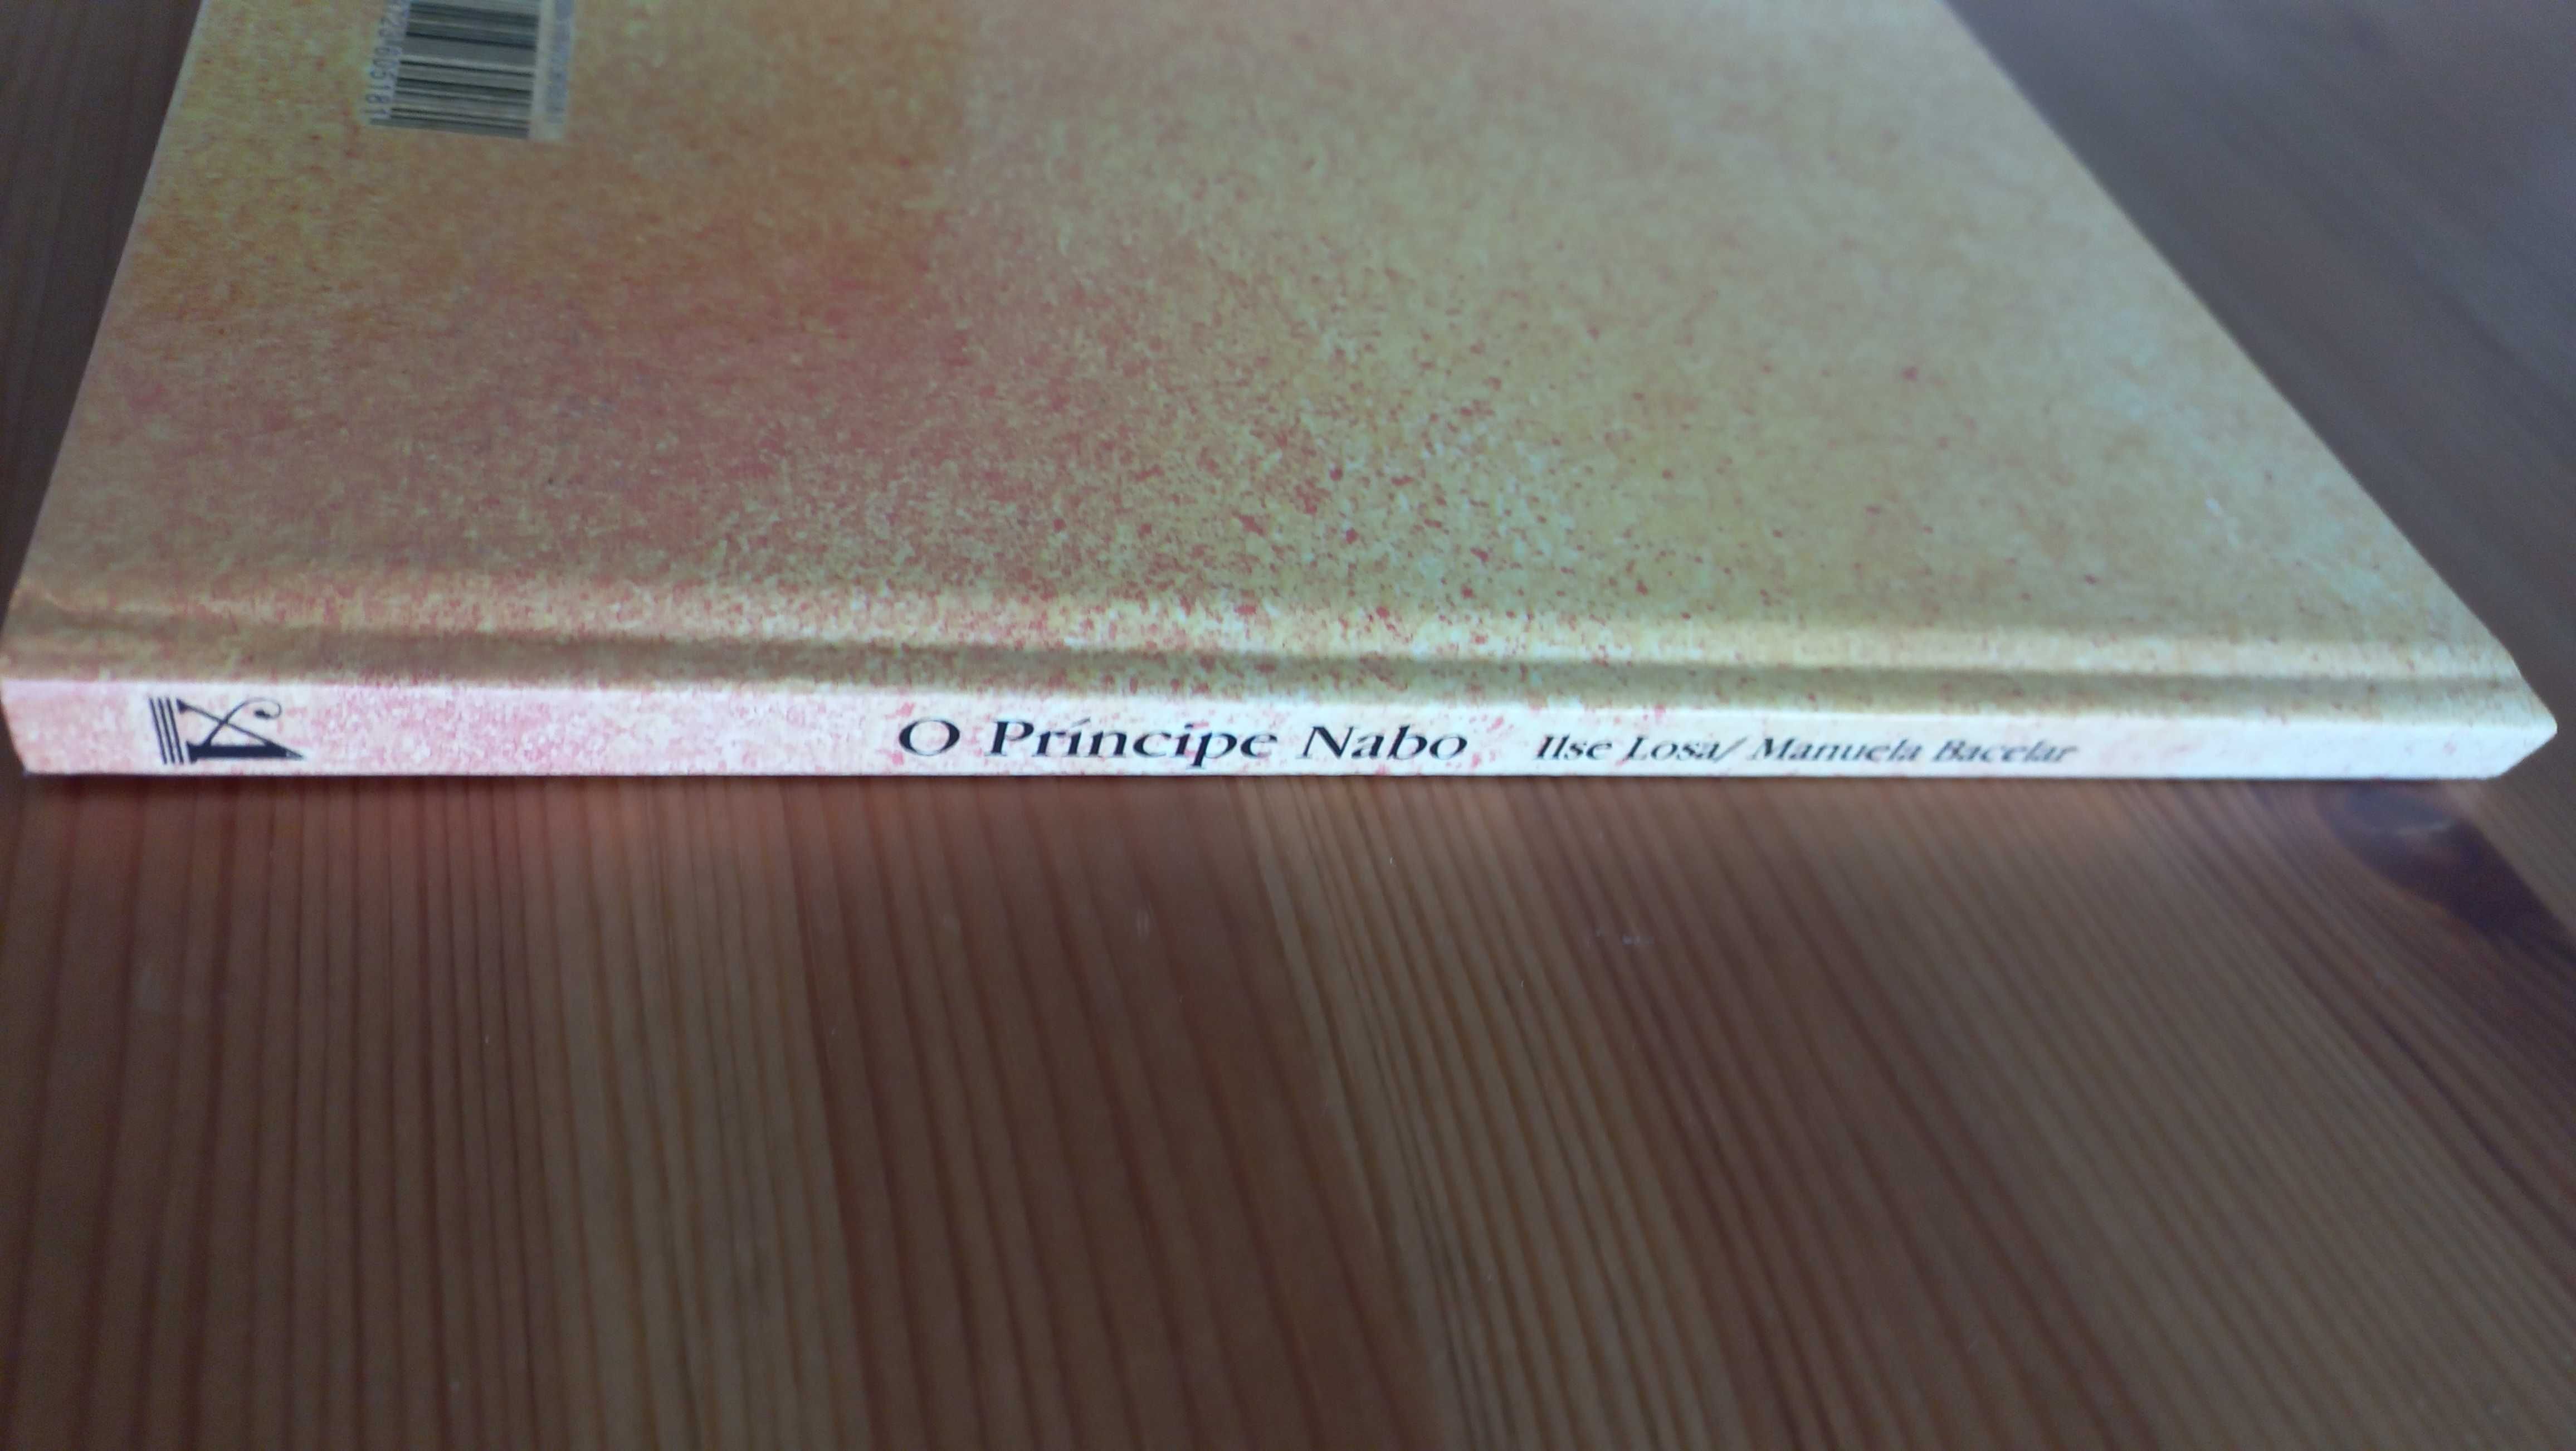 O Príncipe Nabo Ilse Losa/ Manuela Bacelar